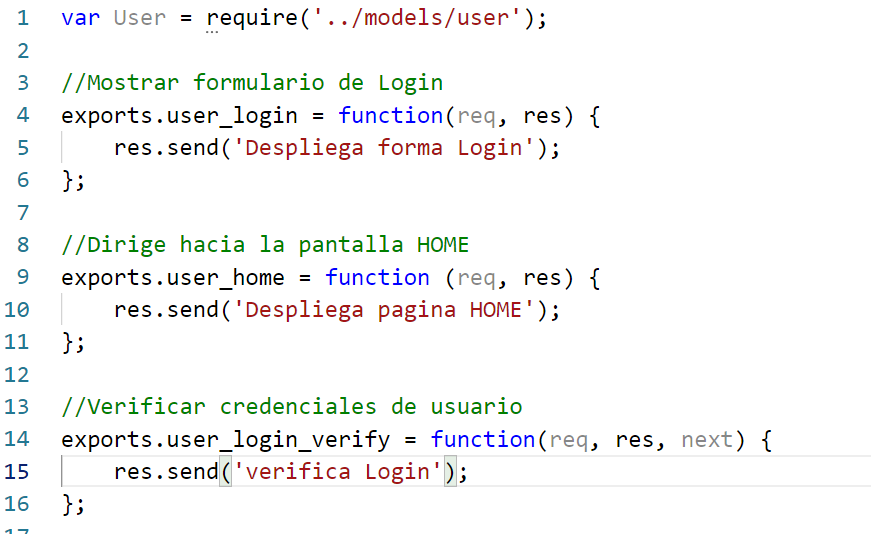 1 var User = require('../models/user');
2
3 //Mostrar formulario de Login
4 exports.user_login = function(req, res) {
5     res.send('Despliega forma Login');
6 };
7
8 //Dirige hacia la pantalla HOME
9 exports.user_home = function (req, res) {
10     res.send('Despliega pagina HOME');
11 };
12
13 //Verificar credenciales de usuario
14 exports.user_login_verify = function(req, res, next) {
15     res.send('verifica Login');
16 };
17